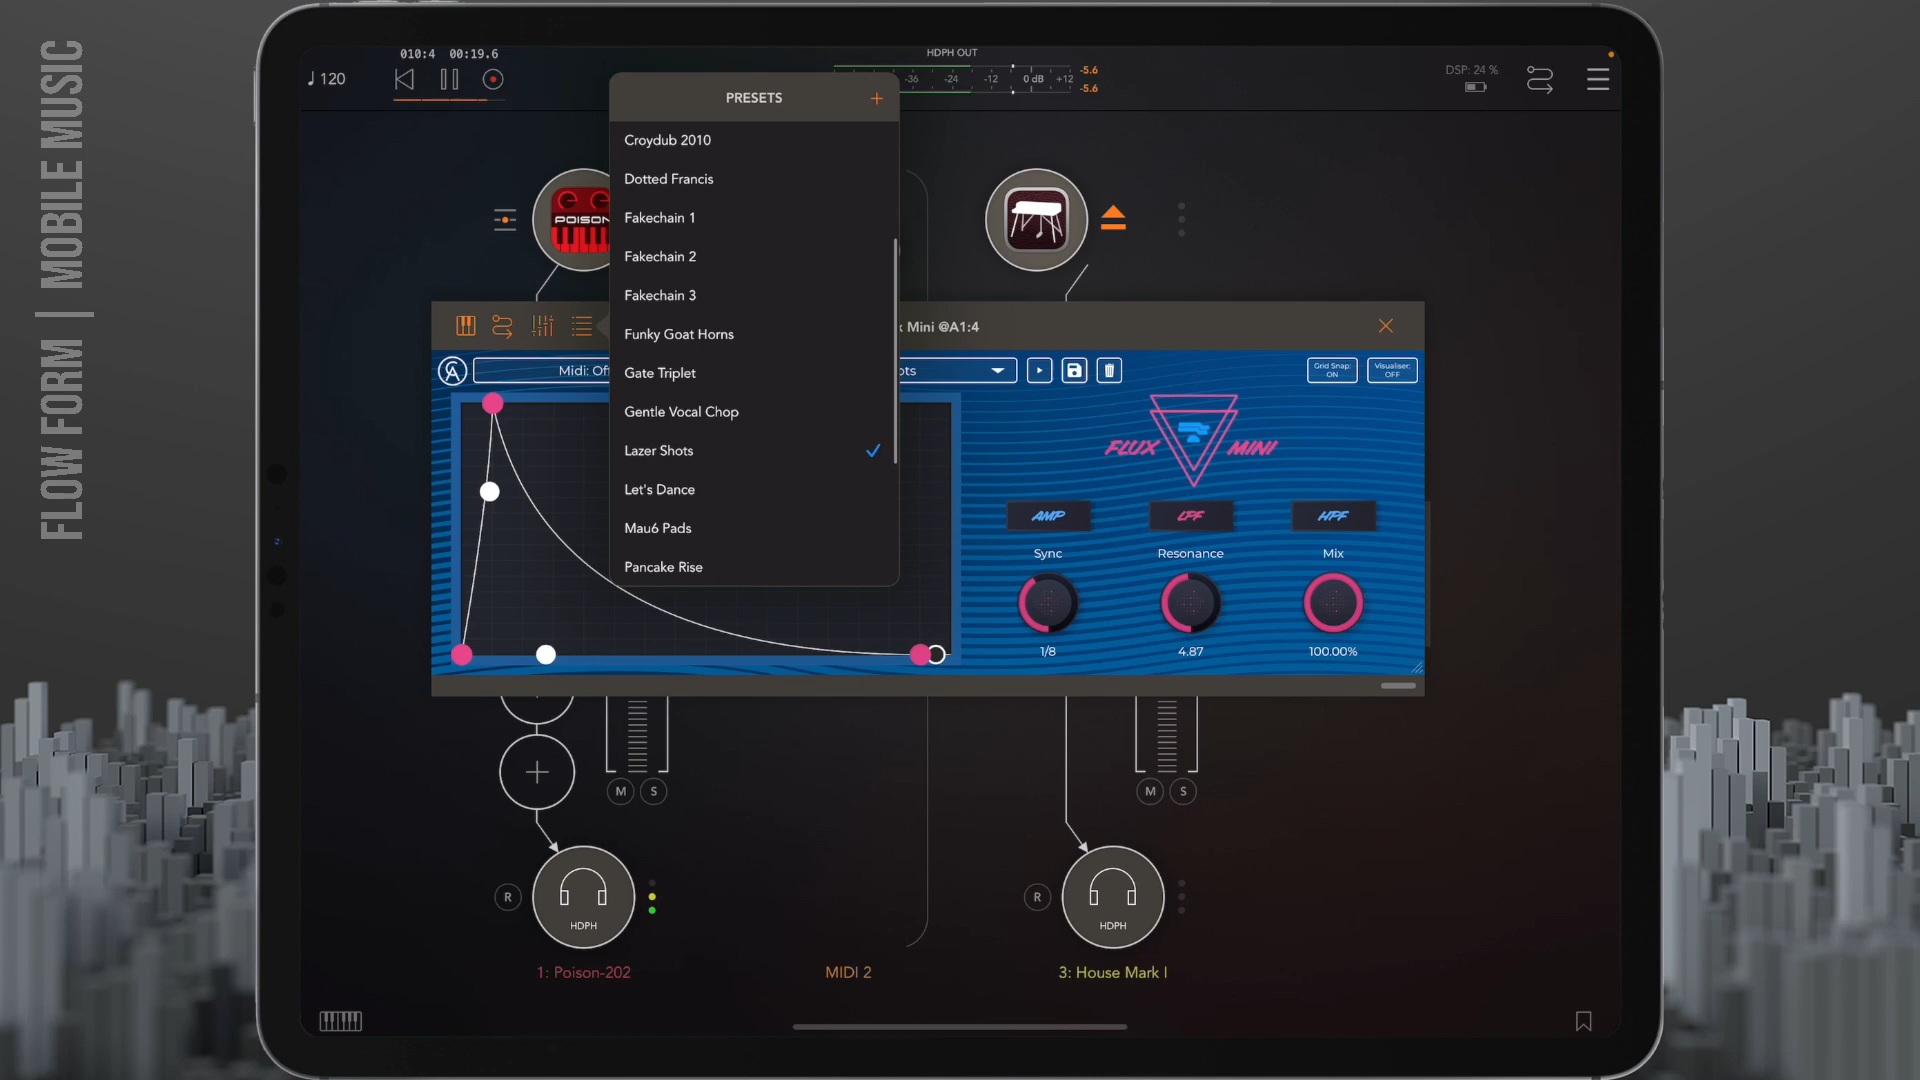 FLOW FORM | MOBILE MUSIC
010:4 00:19.6
♩120
HDPH OUT
-36 -24 -12 0 dB +12
-5.6
-5.6
DSP: 24 %
PRESETS +
Croydub 2010
Dotted Francis
Fakechain 1
Fakechain 2
Fakechain 3
Funky Goat Horns
Gate Triplet
Gentle Vocal Chop
Lazer Shots
Let's Dance
Mau6 Pads
Pancake Rise
POISON
Mini @A1:4
Midi: Of
ots
Grid Snap: ON
Visualiser: OFF
FLUX MINI
AMP LPF HPF
Sync Resonance Mix
1/8 4.87 100.00%
M S
M S
R HDPH
R HDPH
1: Poison-202
MIDI 2
3: House Mark I